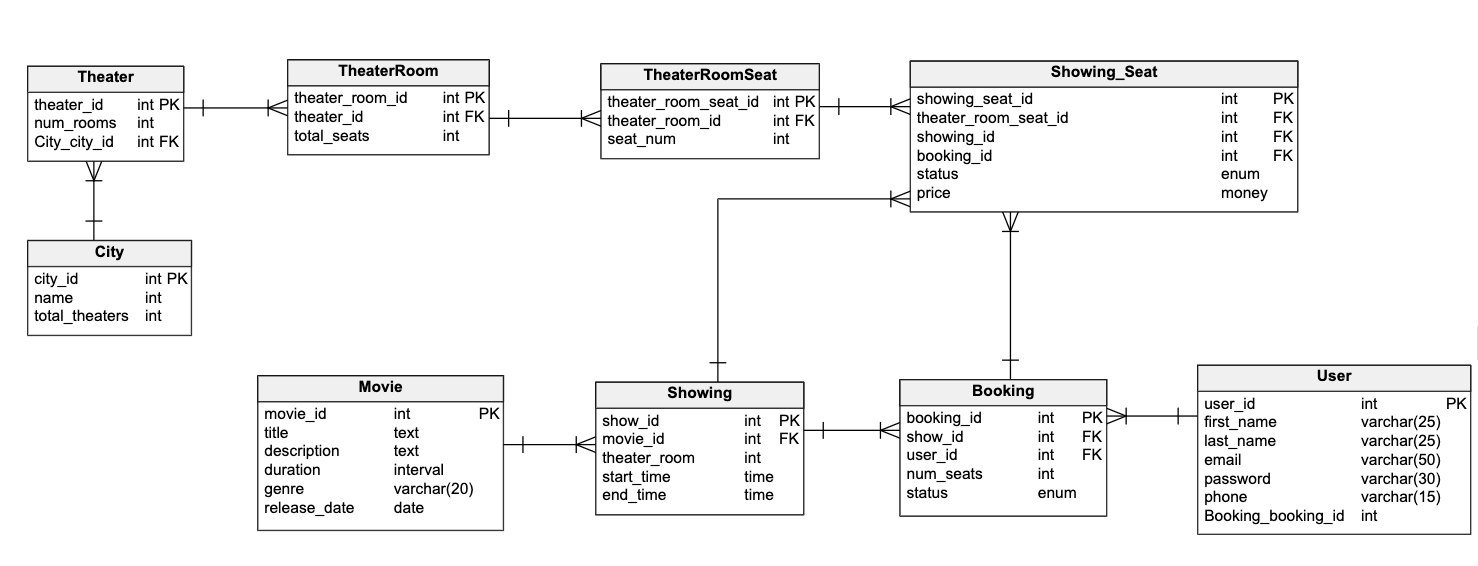 Theater
theater_id int PK
num_rooms int
City_city_id int FK
TheaterRoom
theater_room_id int PK
theater_id int FK
total_seats int
TheaterRoomSeat
theater_room_seat_id int PK
theater_room_id int FK
seat_num int
Showing_Seat
showing_seat_id int PK
theater_room_seat_id int FK
showing_id int FK
booking_id int FK
status enum
price money
City
city_id int PK
name int
total_theaters int
Movie
movie_id int PK
title text
description text
duration interval
genre varchar(20)
release_date date
Showing
show_id int PK
movie_id int FK
theater_room int
start_time time
end_time time
Booking
booking_id int PK
show_id int FK
user_id int FK
num_seats int
status enum
User
user_id int PK
first_name varchar(25)
last_name varchar(25)
email varchar(50)
password varchar(30)
phone varchar(15)
Booking_booking_id int